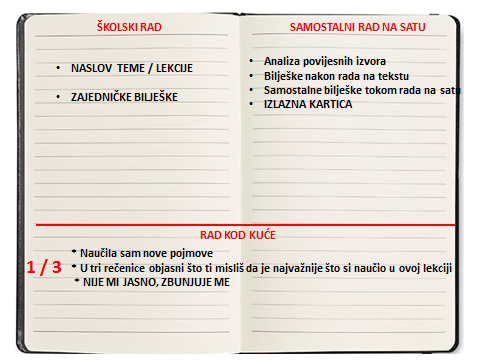 ŠKOLSKI RAD
• NASLOV TEME / LEKCIJE
• ZAJEDNIČKE BILJEŠKE
SAMOSTALNI RAD NA SATU
• Analiza povijesnih izvora
• Bilješke nakon rada na tekstu
• Samostalne bilješke tokom rada na satu
• IZLAZNA KARTICA
RAD KOD KUĆE
1 / 3
* Naučila sam nove pojmove
* U tri rečenice objasni što ti misliš da je najvažnije što si naučio u ovoj lekciji
* NIJE MI JASNO, ZBUNJUJE ME